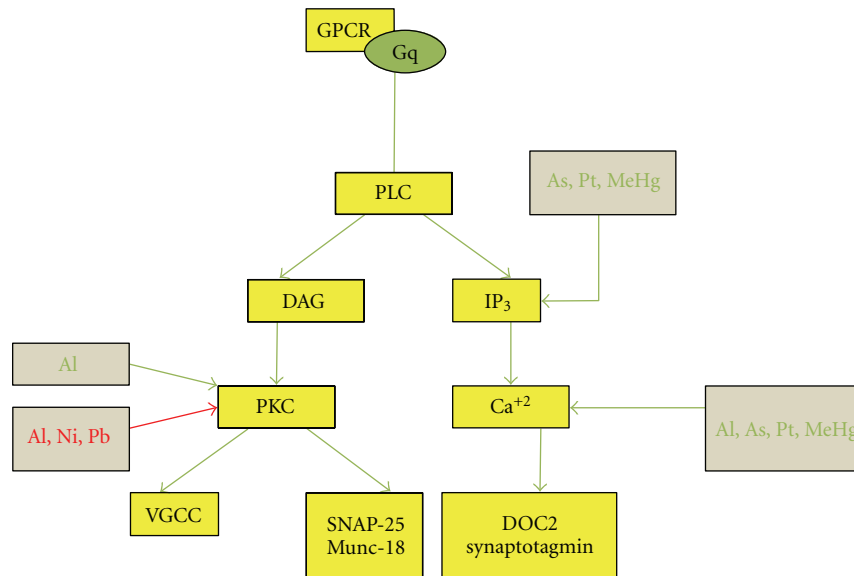 GPCR
Gq
PLC
As, Pt, MeHg
DAG
IP₃
Al
PKC
Ca⁺²
Al, Ni, Pb
Al, As, Pt, MeHg
VGCC
SNAP-25
Munc-18
DOC2
synaptotagmin